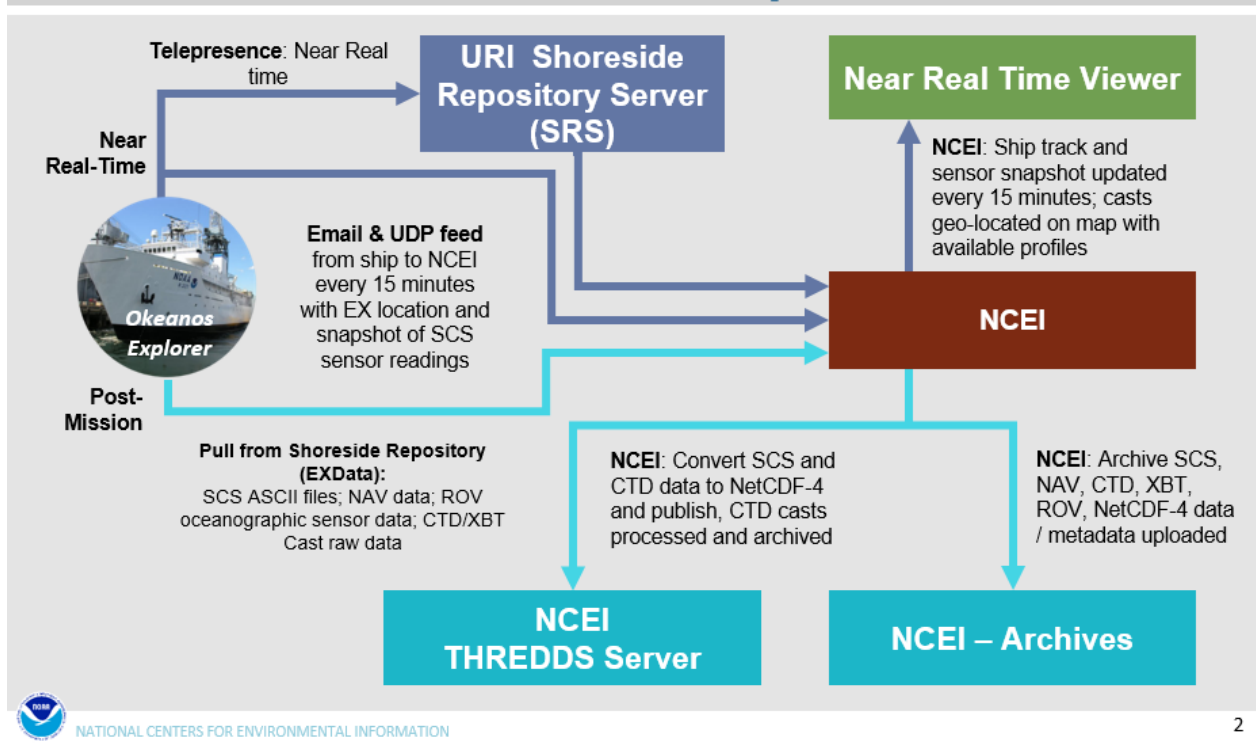 Telepresence: Near Real
time
URI Shoreside
Repository Server
(SRS)
Near Real Time Viewer
Near
Real-Time
NCEI: Ship track and
sensor snapshot updated
every 15 minutes; casts
geo-located on map with
available profiles
Email & UDP feed
from ship to NCEI
every 15 minutes
with EX location and
snapshot of SCS
sensor readings
NOAA
Okeanos
Explorer
NCEI
Post-
Mission
Pull from Shoreside Repository
(EXData):
SCS ASCII files; NAV data; ROV
oceanographic sensor data; CTD/XBT
Cast raw data
NCEI: Convert SCS and
CTD data to NetCDF-4
and publish, CTD casts
processed and archived
NCEI: Archive SCS,
NAV, CTD, XBT,
ROV, NetCDF-4 data
/ metadata uploaded
NCEI
THREDDS Server
NCEI – Archives
noaa
NATIONAL CENTERS FOR ENVIRONMENTAL INFORMATION
2